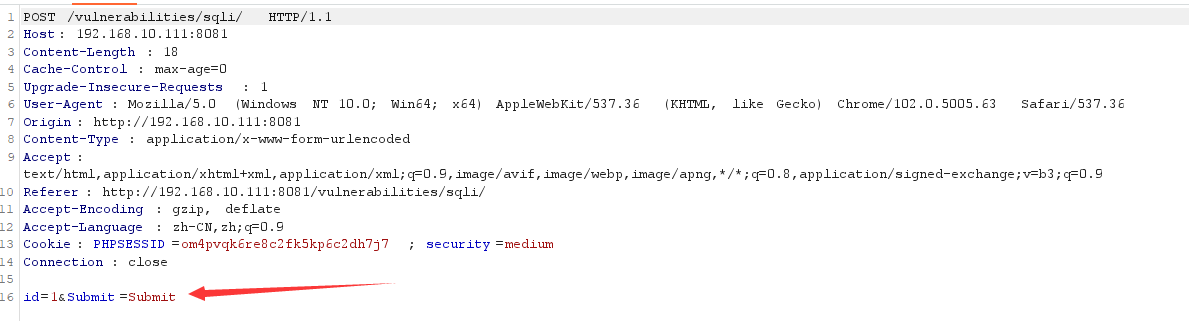 1 POST /vulnerabilities/sqli/ HTTP/1.1
2 Host: 192.168.10.111:8081
3 Content-Length: 18
4 Cache-Control: max-age=0
5 Upgrade-Insecure-Requests: 1
6 User-Agent: Mozilla/5.0 (Windows NT 10.0; Win64; x64) AppleWebKit/537.36 (KHTML, like Gecko) Chrome/102.0.5005.63 Safari/537.36
7 Origin: http://192.168.10.111:8081
8 Content-Type: application/x-www-form-urlencoded
9 Accept:
text/html,application/xhtml+xml,application/xml;q=0.9,image/avif,image/webp,image/apng,*/*;q=0.8,application/signed-exchange;v=b3;q=0.9
10 Referer: http://192.168.10.111:8081/vulnerabilities/sqli/
11 Accept-Encoding: gzip, deflate
12 Accept-Language: zh-CN,zh;q=0.9
13 Cookie: PHPSESSID=om4pvqk6re8c2fk5kp6c2dh7j7; security=medium
14 Connection: close
15
16 id=1&Submit=Submit